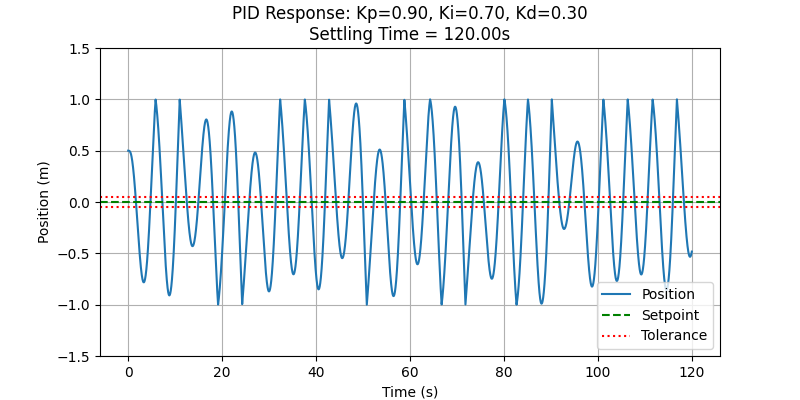 PID Response: Kp=0.90, Ki=0.70, Kd=0.30
Settling Time = 120.00s
1.5
1.0
0.5
0.0
−0.5
−1.0
−1.5
Position (m)
Position
Setpoint
Tolerance
0
20
40
60
80
100
120
Time (s)